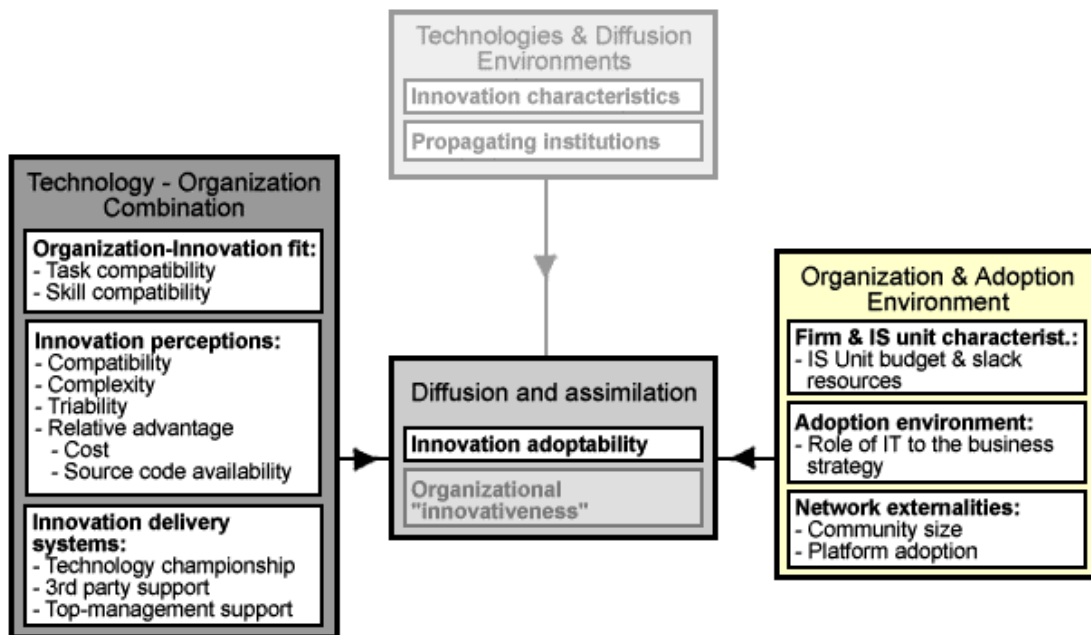 Technologies & Diffusion
Environments
Innovation characteristics
Propagating institutions
Technology - Organization
Combination
Organization-Innovation fit:
- Task compatibility
- Skill compatibility
Innovation perceptions:
- Compatibility
- Complexity
- Triability
- Relative advantage
- Cost
- Source code availability
Innovation delivery
systems:
- Technology championship
- 3rd party support
- Top-management support
Diffusion and assimilation
Innovation adoptability
Organizational
"innovativeness"
Organization & Adoption
Environment
Firm & IS unit characterist.:
- IS Unit budget & slack
resources
Adoption environment:
- Role of IT to the business
strategy
Network externalities:
- Community size
- Platform adoption